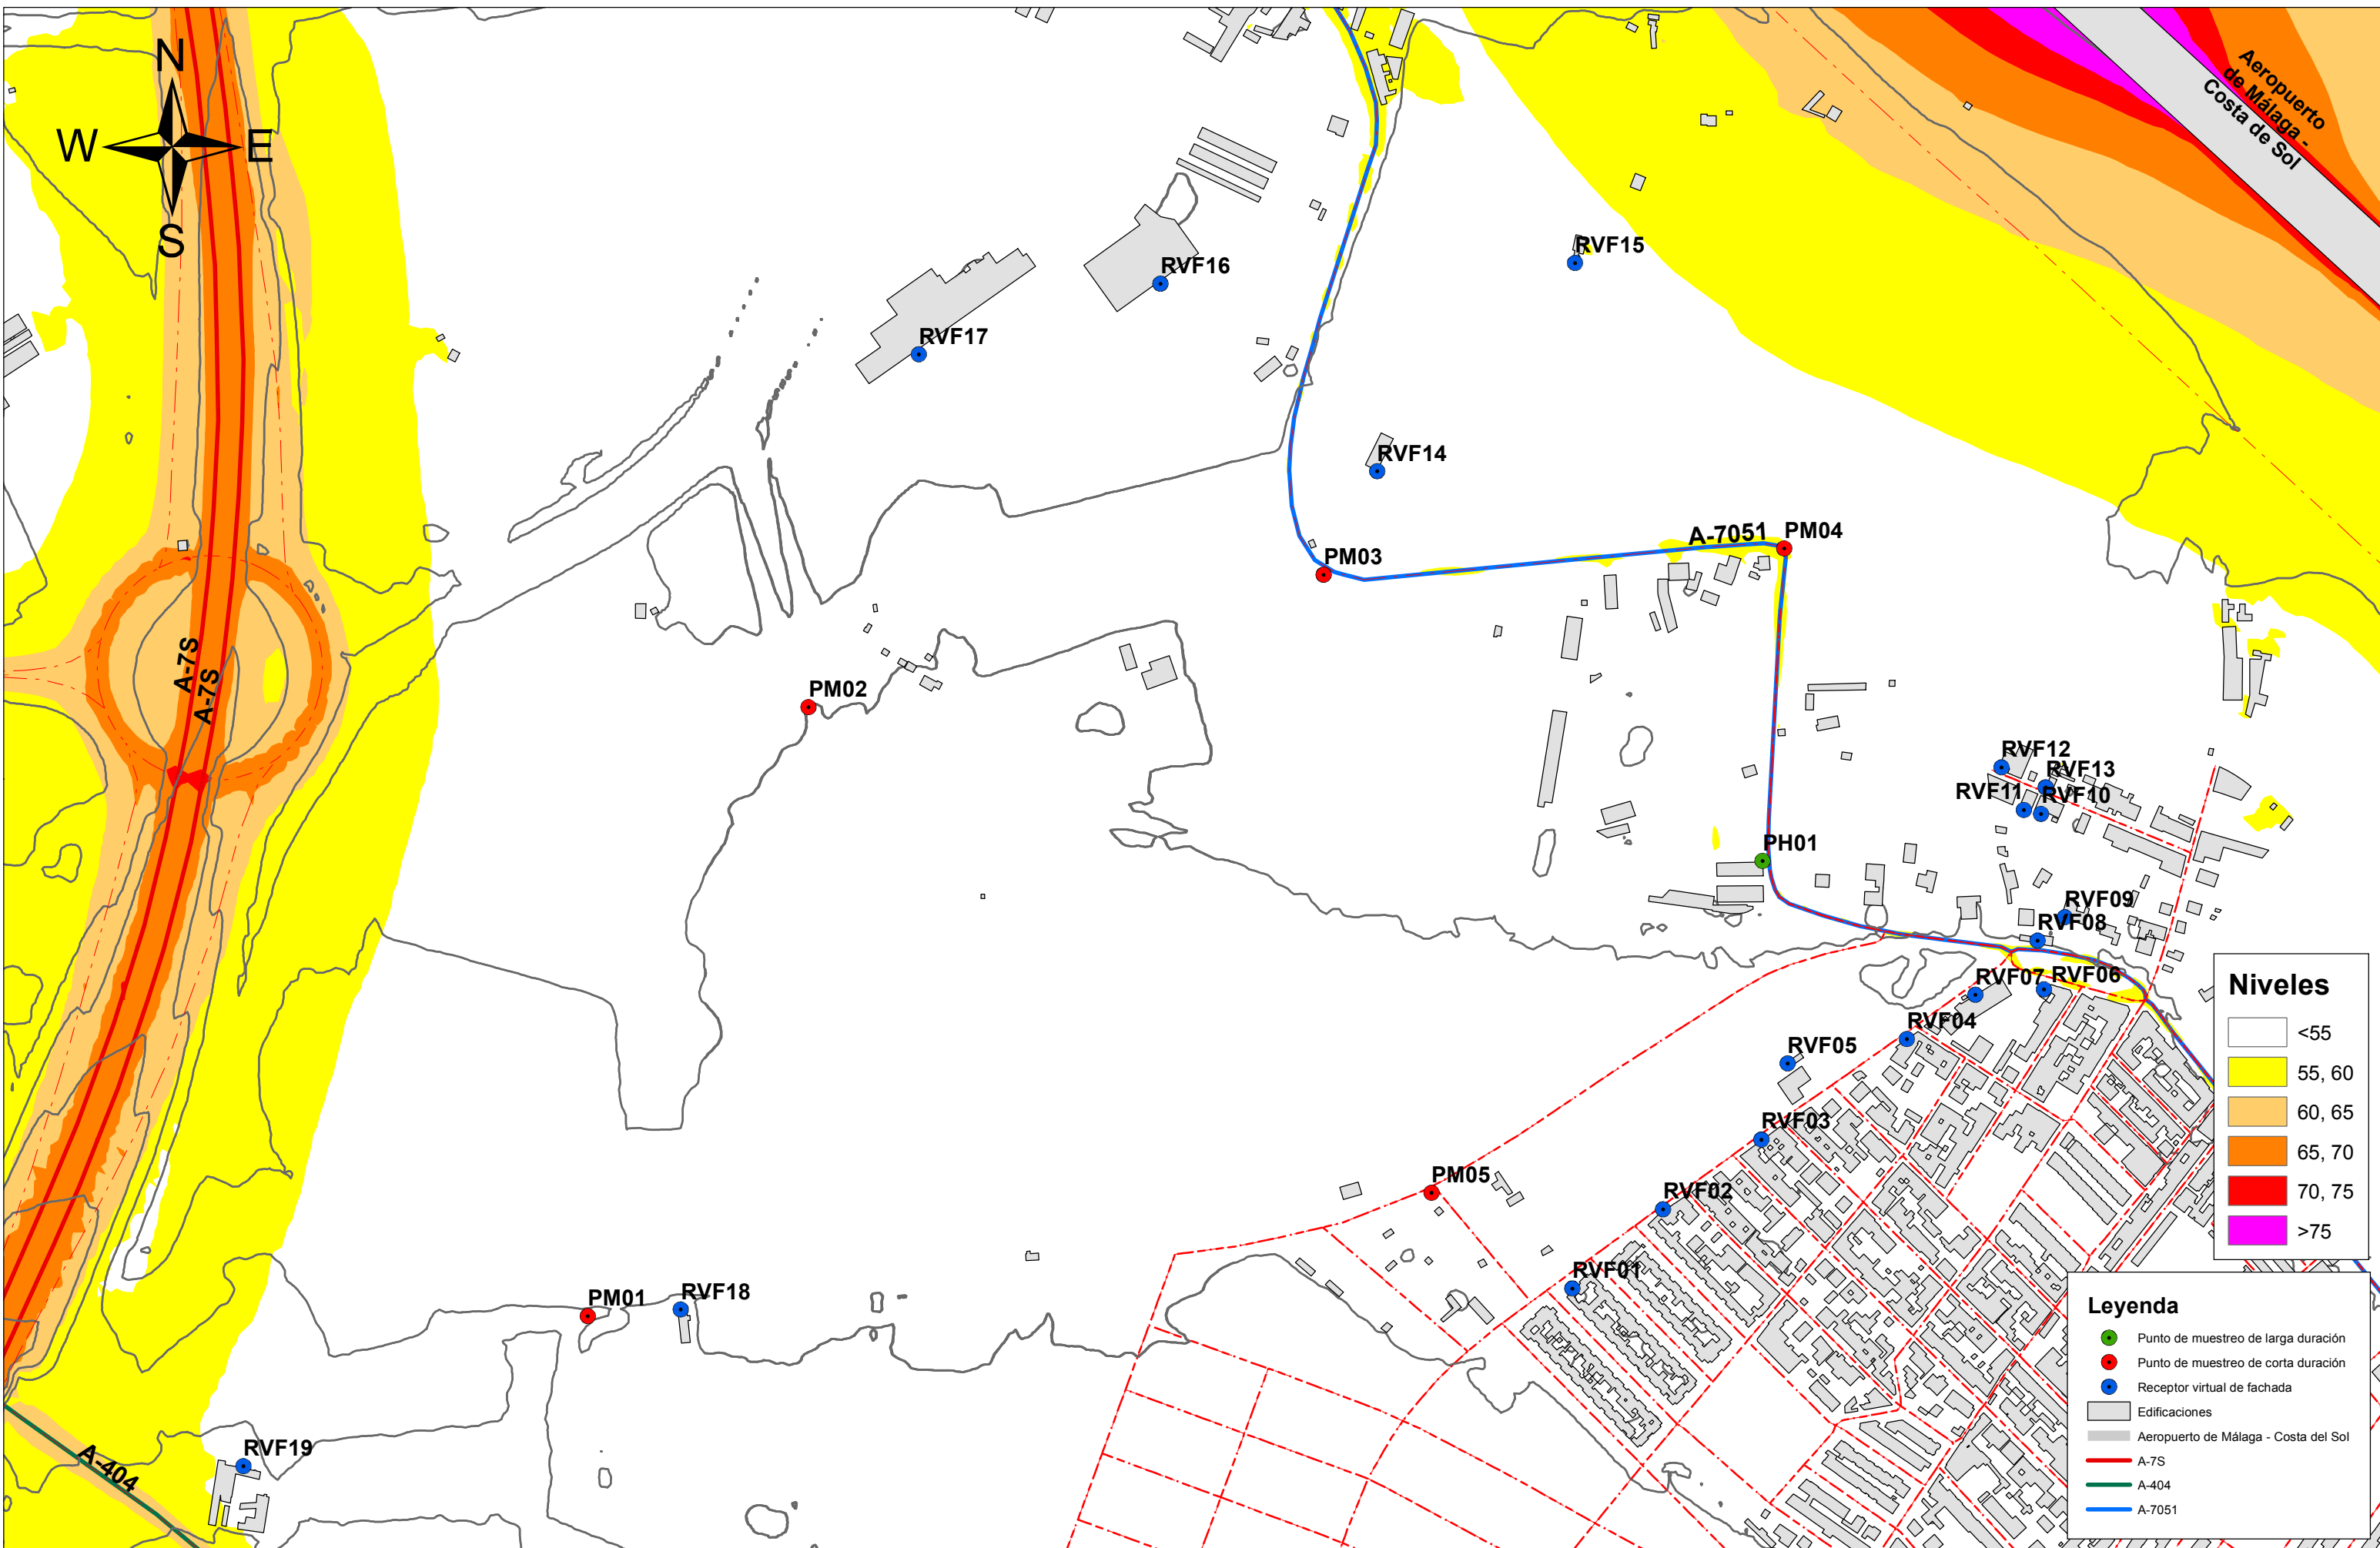 N
W
E
S
Aeropuerto
de Málaga -
Costa de Sol
RVF15
RVF16
RVF17
RVF14
A-7051
PM04
PM03
A-7S
A-7S
PM02
RVF12
RVF13
RVF11
RVF10
PH01
RVF09
RVF08
RVF07
RVF06
RVF04
RVF05
RVF03
PM05
RVF02
RVF01
PM01
RVF18
RVF19
A-404
Niveles
<55
55, 60
60, 65
65, 70
70, 75
>75
Leyenda
Punto de muestreo de larga duración
Punto de muestreo de corta duración
Receptor virtual de fachada
Edificaciones
Aeropuerto de Málaga - Costa del Sol
A-7S
A-404
A-7051